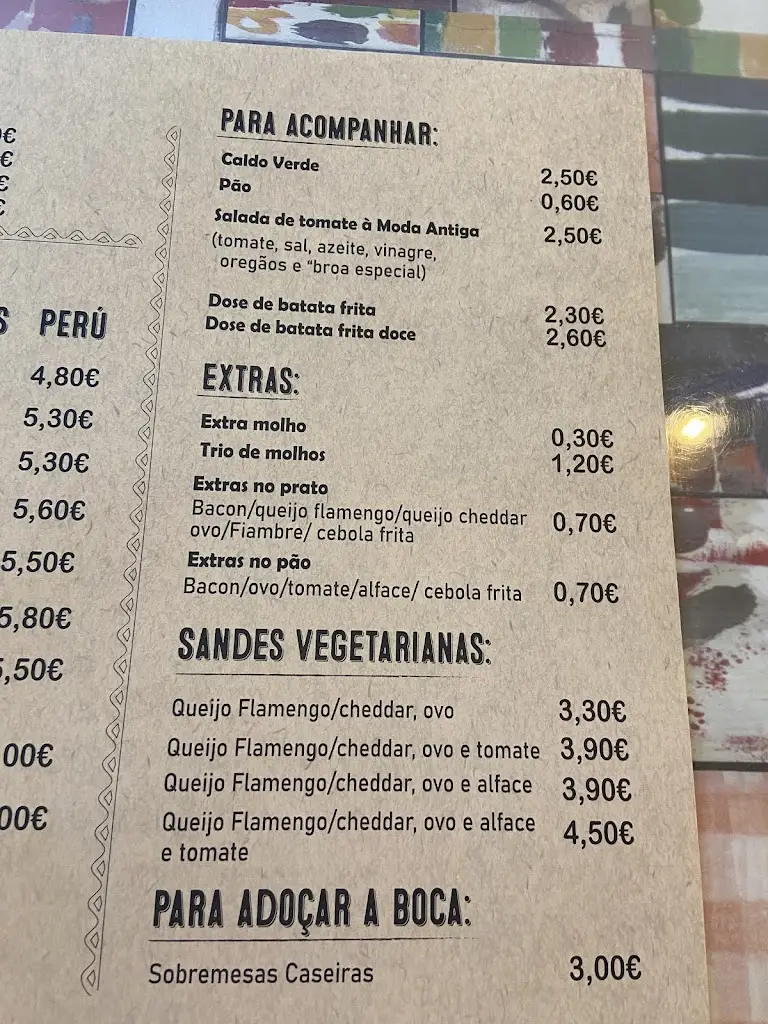 €
€
€
€
PERÚ
4,80€
5,30€
5,30€
5,60€
5,50€
5,80€
,50€
00€
00€
PARA ACOMPANHAR:
Caldo Verde 2,50€
Pão 0,60€
Salada de tomate à Moda Antiga 2,50€
(tomate, sal, azeite, vinagre,
oregãos e "broa especial)
Dose de batata frita 2,30€
Dose de batata frita doce 2,60€
EXTRAS:
Extra molho 0,30€
Trio de molhos 1,20€
Extras no prato
Bacon/queijo flamengo/queijo cheddar 0,70€
ovo/Fiambre/ cebola frita
Extras no pão
Bacon/ovo/tomate/alface/ cebola frita 0,70€
SANDES VEGETARIANAS:
Queijo Flamengo/cheddar, ovo 3,30€
Queijo Flamengo/cheddar, ovo e tomate 3,90€
Queijo Flamengo/cheddar, ovo e alface 3,90€
Queijo Flamengo/cheddar, ovo e alface 4,50€
e tomate
PARA ADOÇAR A BOCA:
Sobremesas Caseiras 3,00€